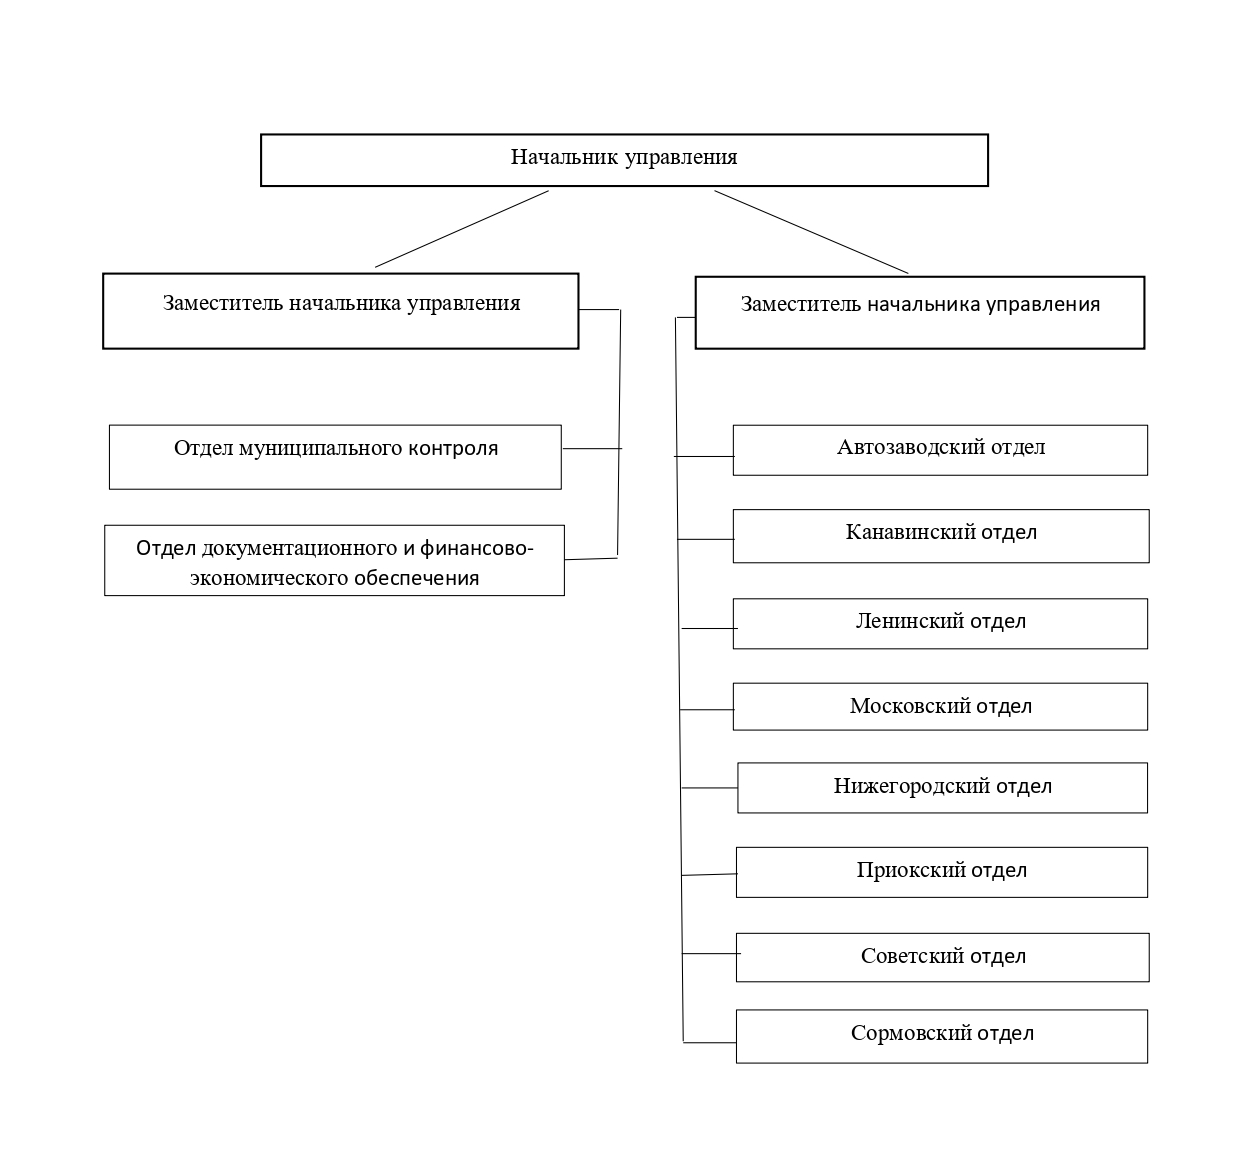 Начальник управления
Заместитель начальника управления
Заместитель начальника управления
Отдел муниципального контроля
Отдел документационного и финансово-
экономического обеспечения
Автозаводский отдел
Канавинский отдел
Ленинский отдел
Московский отдел
Нижегородский отдел
Приокский отдел
Советский отдел
Сормовский отдел